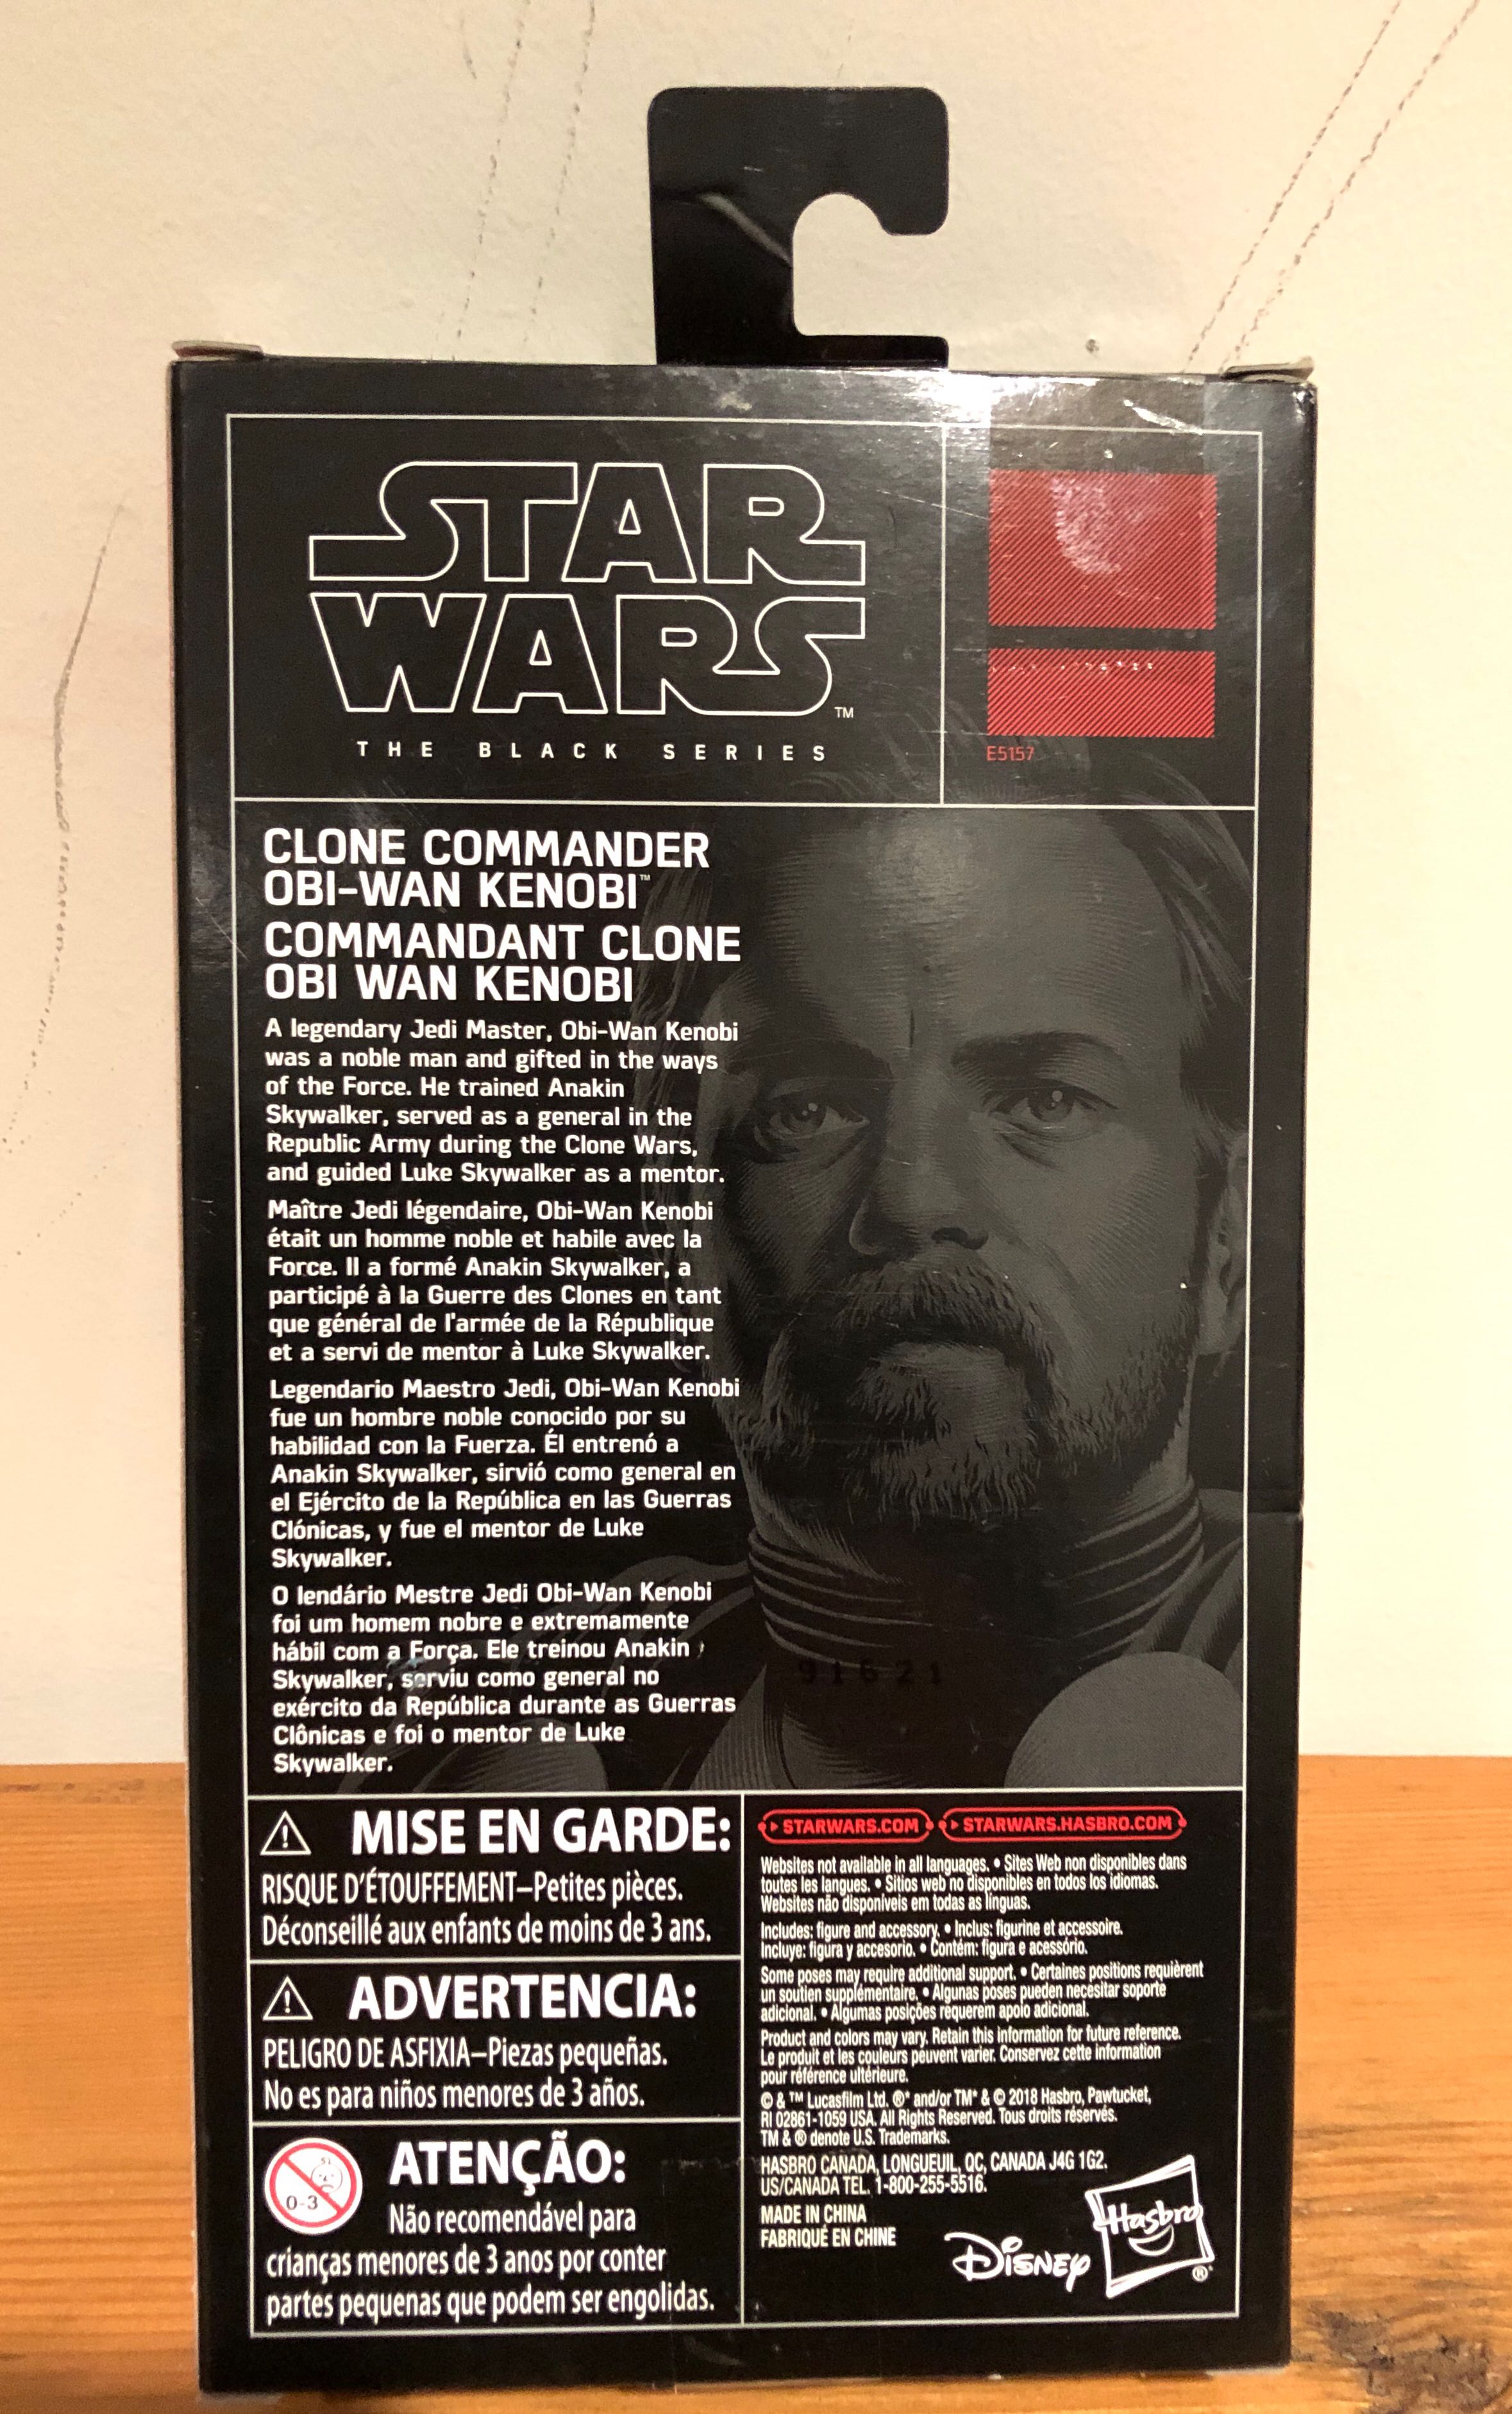 STAR
WARS™
THE BLACK SERIES
E5157
CLONE COMMANDER
OBI-WAN KENOBI™
COMMANDANT CLONE
OBI WAN KENOBI
A legendary Jedi Master, Obi-Wan Kenobi
was a noble man and gifted in the ways
of the Force. He trained Anakin
Skywalker, served as a general in the
Republic Army during the Clone Wars,
and guided Luke Skywalker as a mentor.
Maître Jedi légendaire, Obi-Wan Kenobi
était un homme noble et habile avec la
Force. Il a formé Anakin Skywalker, a
participé à la Guerre des Clones en tant
que général de l'armée de la République
et a servi de mentor à Luke Skywalker.
Legendario Maestro Jedi, Obi-Wan Kenobi
fue un hombre noble conocido por su
habilidad con la Fuerza. Él entrenó a
Anakin Skywalker, sirvió como general en
el Ejército de la República en las Guerras
Clónicas, y fue el mentor de Luke
Skywalker.
O lendário Mestre Jedi Obi-Wan Kenobi
foi um homem nobre e extremamente
hábil com a Força. Ele treinou Anakin
Skywalker, serviu como general no
exército da República durante as Guerras
Clônicas e foi o mentor de Luke
Skywalker.
91621
MISE EN GARDE:
RISQUE D'ÉTOUFFEMENT–Petites pièces.
Déconseillé aux enfants de moins de 3 ans.
ADVERTENCIA:
PELIGRO DE ASFIXIA–Piezas pequeñas.
No es para niños menores de 3 años.
0-3
ATENÇÃO:
Não recomendável para
crianças menores de 3 anos por conter
partes pequenas que podem ser engolidas.
STARWARS.COM STARWARS.HASBRO.COM
Websites not available in all languages. • Sites Web non disponibles dans
toutes les langues. • Sitios web no disponibles en todos los idiomas.
Websites não disponíveis em todas as línguas.
Includes: figure and accessory. • Inclus: figurine et accessoire.
Incluye: figura y accesorio. • Contém: figura e acessório.
Some poses may require additional support. • Certaines positions requièrent
un soutien supplémentaire. • Algunas poses pueden necesitar soporte
adicional. • Algumas posições requerem apoio adicional.
Product and colors may vary. Retain this information for future reference.
Le produit et les couleurs peuvent varier. Conservez cette information
pour référence ultérieure.
© & ™ Lucasfilm Ltd. ®* and/or TM* & © 2018 Hasbro, Pawtucket,
RI 02861-1059 USA. All Rights Reserved. Tous droits réservés.
TM & ® denote U.S. Trademarks.
HASBRO CANADA, LONGUEUIL, QC, CANADA J4G 1G2.
US/CANADA TEL. 1-800-255-5516.
MADE IN CHINA
FABRIQUÉ EN CHINE
Disney
Hasbro®